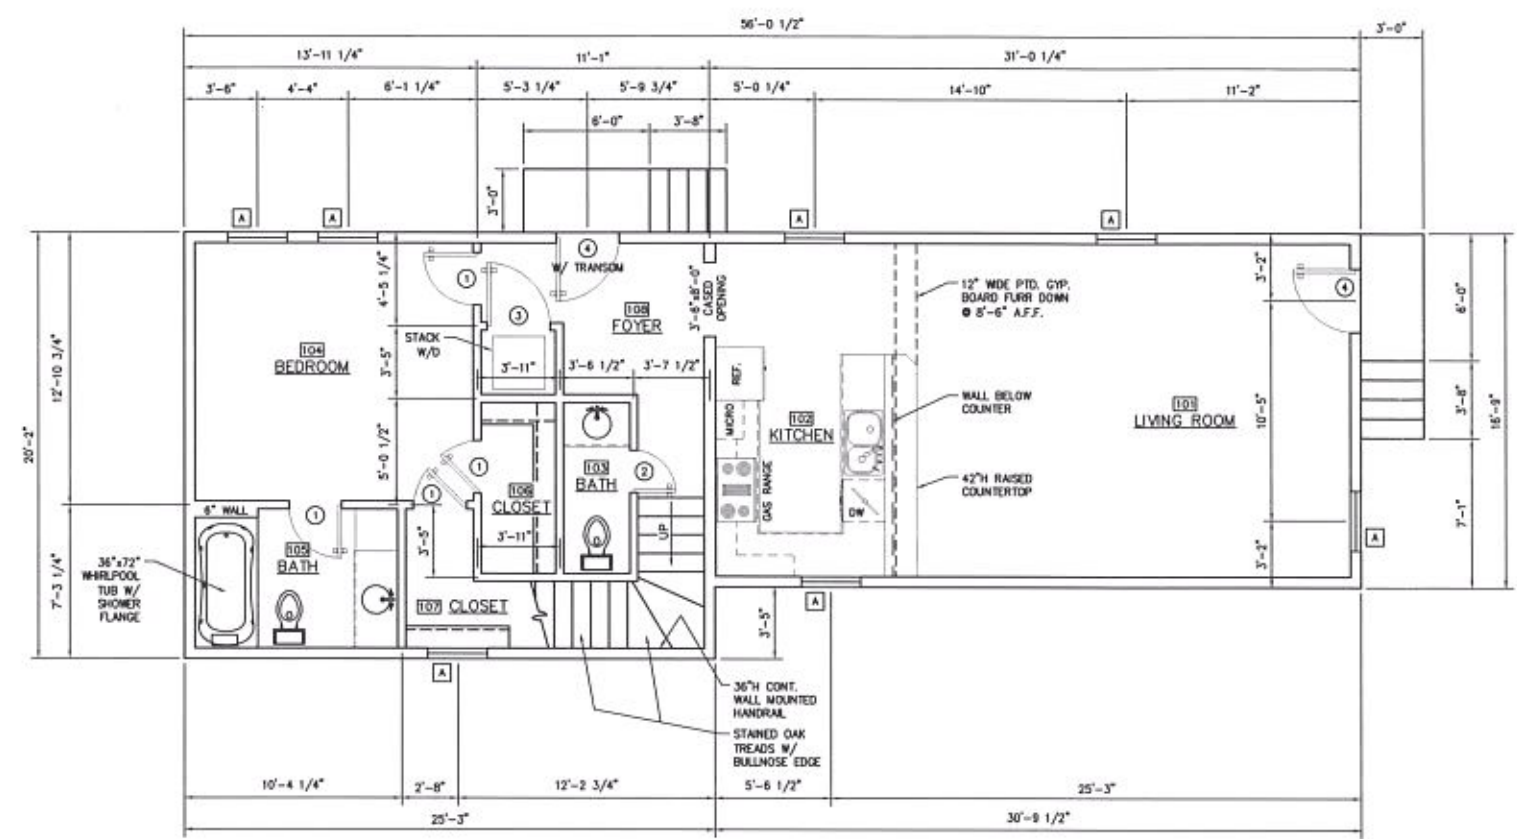 56'-0 1/2"
3'-0"
13'-11 1/4"
11'-1"
31'-0 1/4"
3'-6"
4'-4"
6'-1 1/4"
5'-3 1/4"
5'-9 3/4"
5'-0 1/4"
14'-10"
11'-2"
6'-0"
3'-8"
3'-0"
A
A
A
A
4
W/ TRANSOM
1
3
4'-5 1/4"
3'-6"x8'-0"
CASED
OPENING
3'-2"
4
12" WIDE PTD. GYP.
BOARD FURR DOWN
@ 8'-6" A.F.F.
6'-0"
108
FOYER
STACK
W/D
104
BEDROOM
3'-5"
3'-11"
3'-6 1/2"
3'-7 1/2"
REF.
12'-10 3/4"
20'-2"
WALL BELOW
COUNTER
3'-8"
16'-9"
MICRO
102
KITCHEN
101
LIVING ROOM
10'-5"
5'-0 1/2"
1
1
103
BATH
2
106
CLOSET
GAS RANGE
DW
42"H RAISED
COUNTERTOP
6" WALL
1
UP
3'-11"
3'-5"
7'-1"
A
3'-2"
36"x72"
WHIRLPOOL
TUB W/
SHOWER
FLANGE
105
BATH
7'-3 1/4"
107 CLOSET
A
3'-5"
A
36"H CONT.
WALL MOUNTED
HANDRAIL
STAINED OAK
TREADS W/
BULLNOSE EDGE
10'-4 1/4"
2'-8"
12'-2 3/4"
5'-6 1/2"
25'-3"
25'-3"
30'-9 1/2"